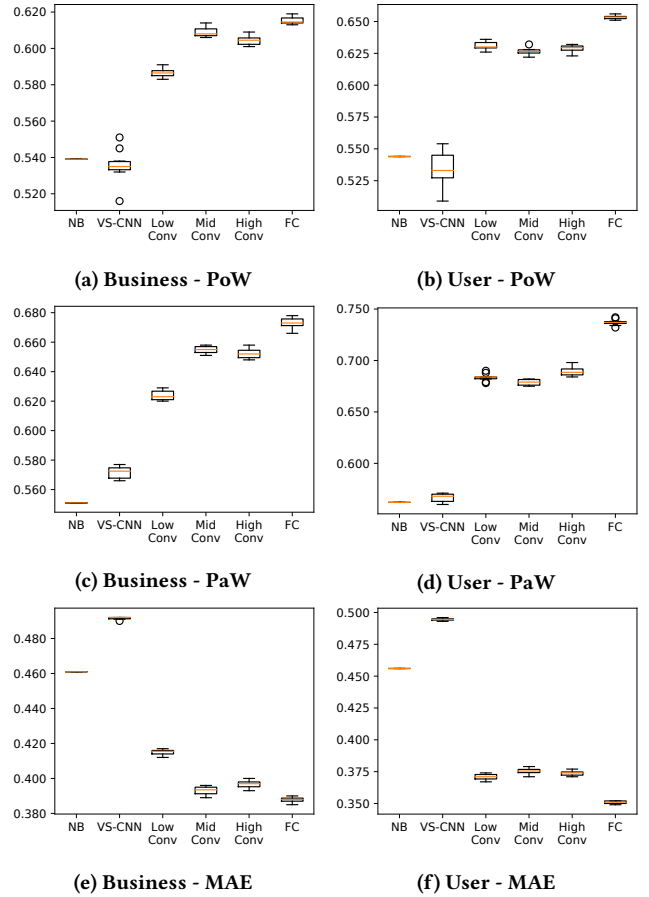 0.620
0.600
0.580
0.560
0.540
0.520
NB
VS-CNN
Low
Conv
Mid
Conv
High
Conv
FC
(a) Business - PoW
0.650
0.625
0.600
0.575
0.550
0.525
NB
VS-CNN
Low
Conv
Mid
Conv
High
Conv
FC
(b) User - PoW
0.680
0.660
0.640
0.620
0.600
0.580
0.560
NB
VS-CNN
Low
Conv
Mid
Conv
High
Conv
FC
(c) Business - PaW
0.750
0.700
0.650
0.600
NB
VS-CNN
Low
Conv
Mid
Conv
High
Conv
FC
(d) User - PaW
0.480
0.460
0.440
0.420
0.400
0.380
NB
VS-CNN
Low
Conv
Mid
Conv
High
Conv
FC
(e) Business - MAE
0.500
0.475
0.450
0.425
0.400
0.375
0.350
NB
VS-CNN
Low
Conv
Mid
Conv
High
Conv
FC
(f) User - MAE